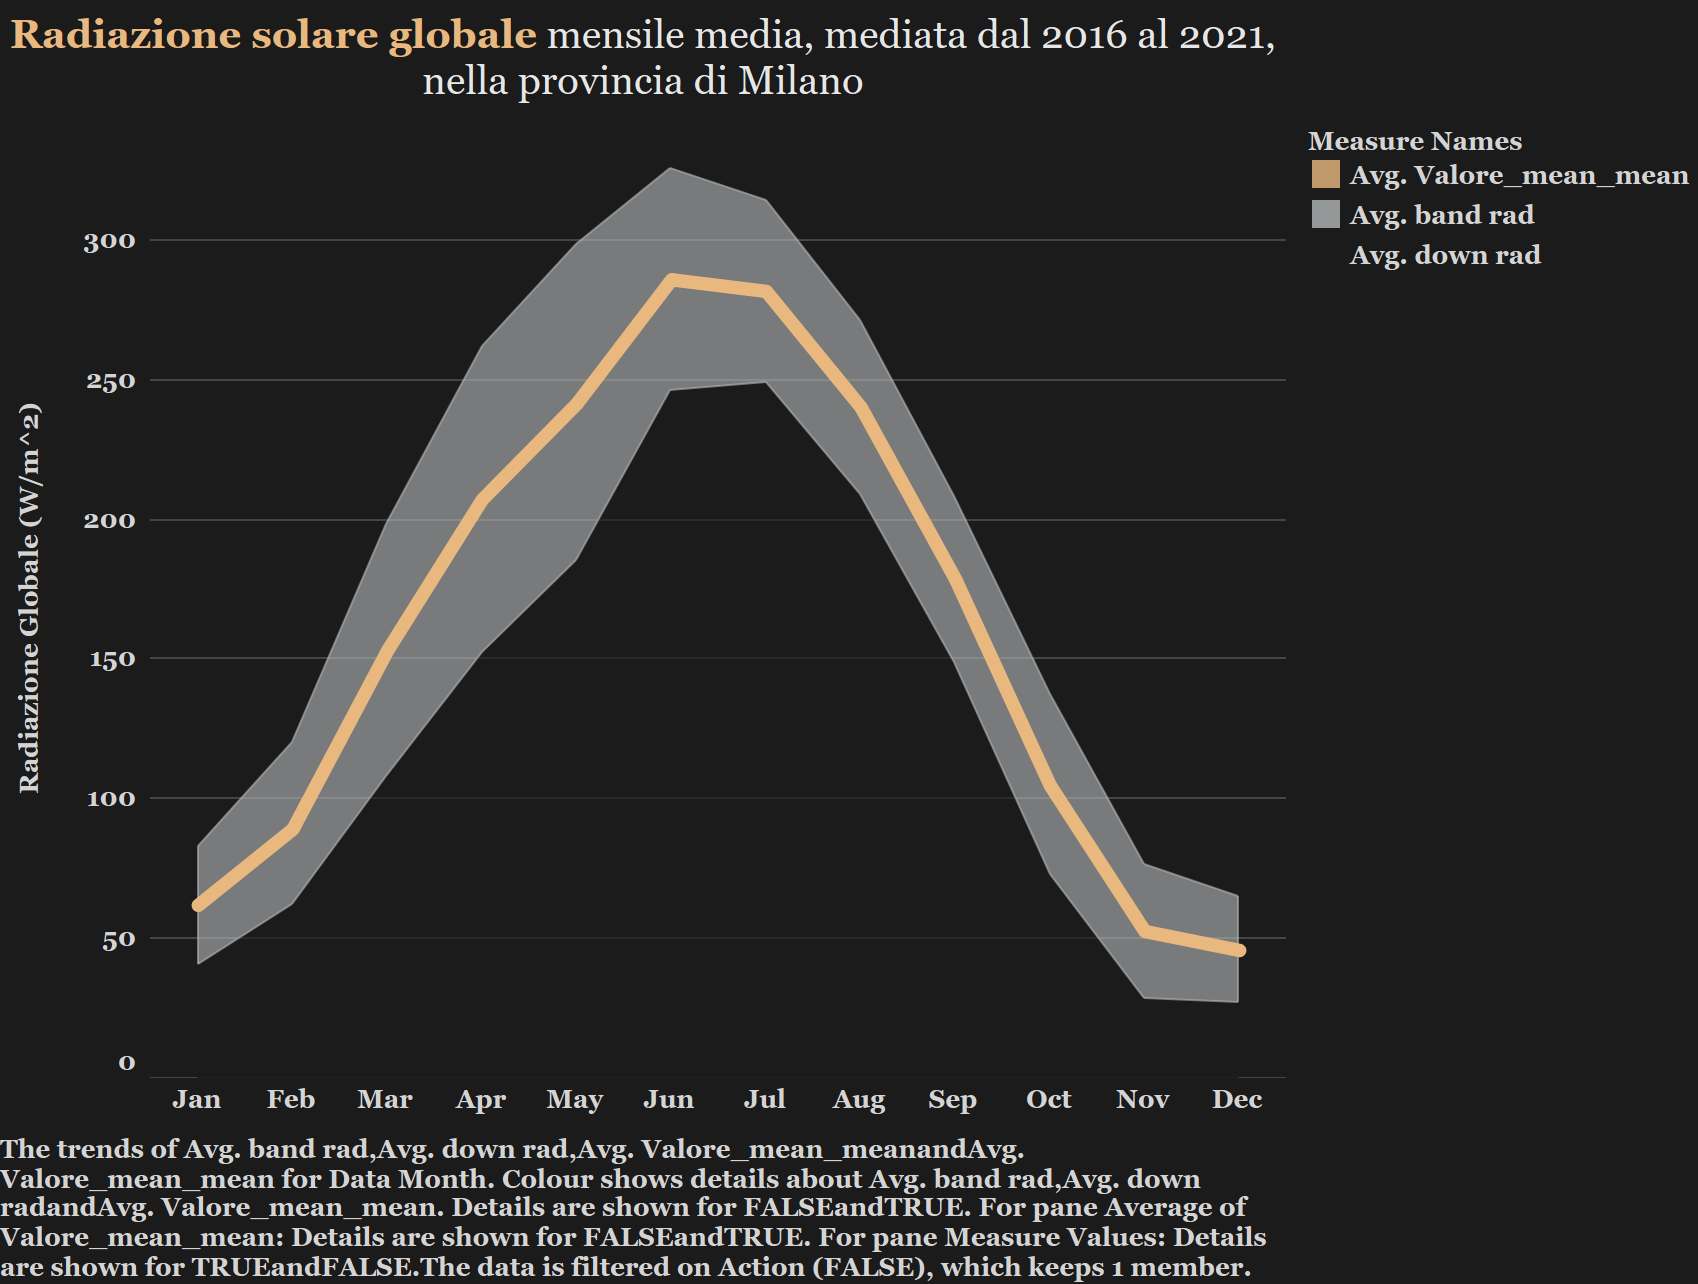 Radiazione solare globale mensile media, mediata dal 2016 al 2021,
nella provincia di Milano
Measure Names
Avg. Valore_mean_mean
Avg. band rad
Avg. down rad
Radiazione Globale (W/m^2)
300
250
200
150
100
50
0
Jan Feb Mar Apr May Jun Jul Aug Sep Oct Nov Dec
The trends of Avg. band rad,Avg. down rad,Avg. Valore_mean_meanandAvg.
Valore_mean_mean for Data Month. Colour shows details about Avg. band rad,Avg. down
radandAvg. Valore_mean_mean. Details are shown for FALSEandTRUE. For pane Average of
Valore_mean_mean: Details are shown for FALSEandTRUE. For pane Measure Values: Details
are shown for TRUEandFALSE.The data is filtered on Action (FALSE), which keeps 1 member.